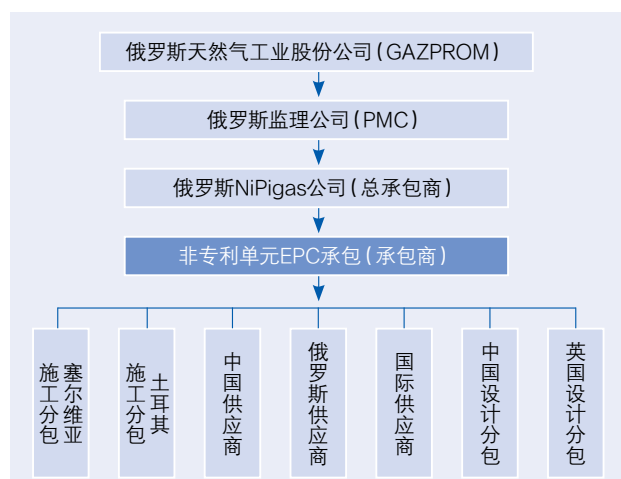 俄罗斯天然气工业股份公司(GAZPROM)
俄罗斯监理公司(PMC)
俄罗斯NiPigas公司(总承包商)
非专利单元EPC承包(承包商)
塞尔维亚
施工分包
土耳其
施工分包
中国供应商
俄罗斯供应商
国际供应商
中国设计分包
英国设计分包